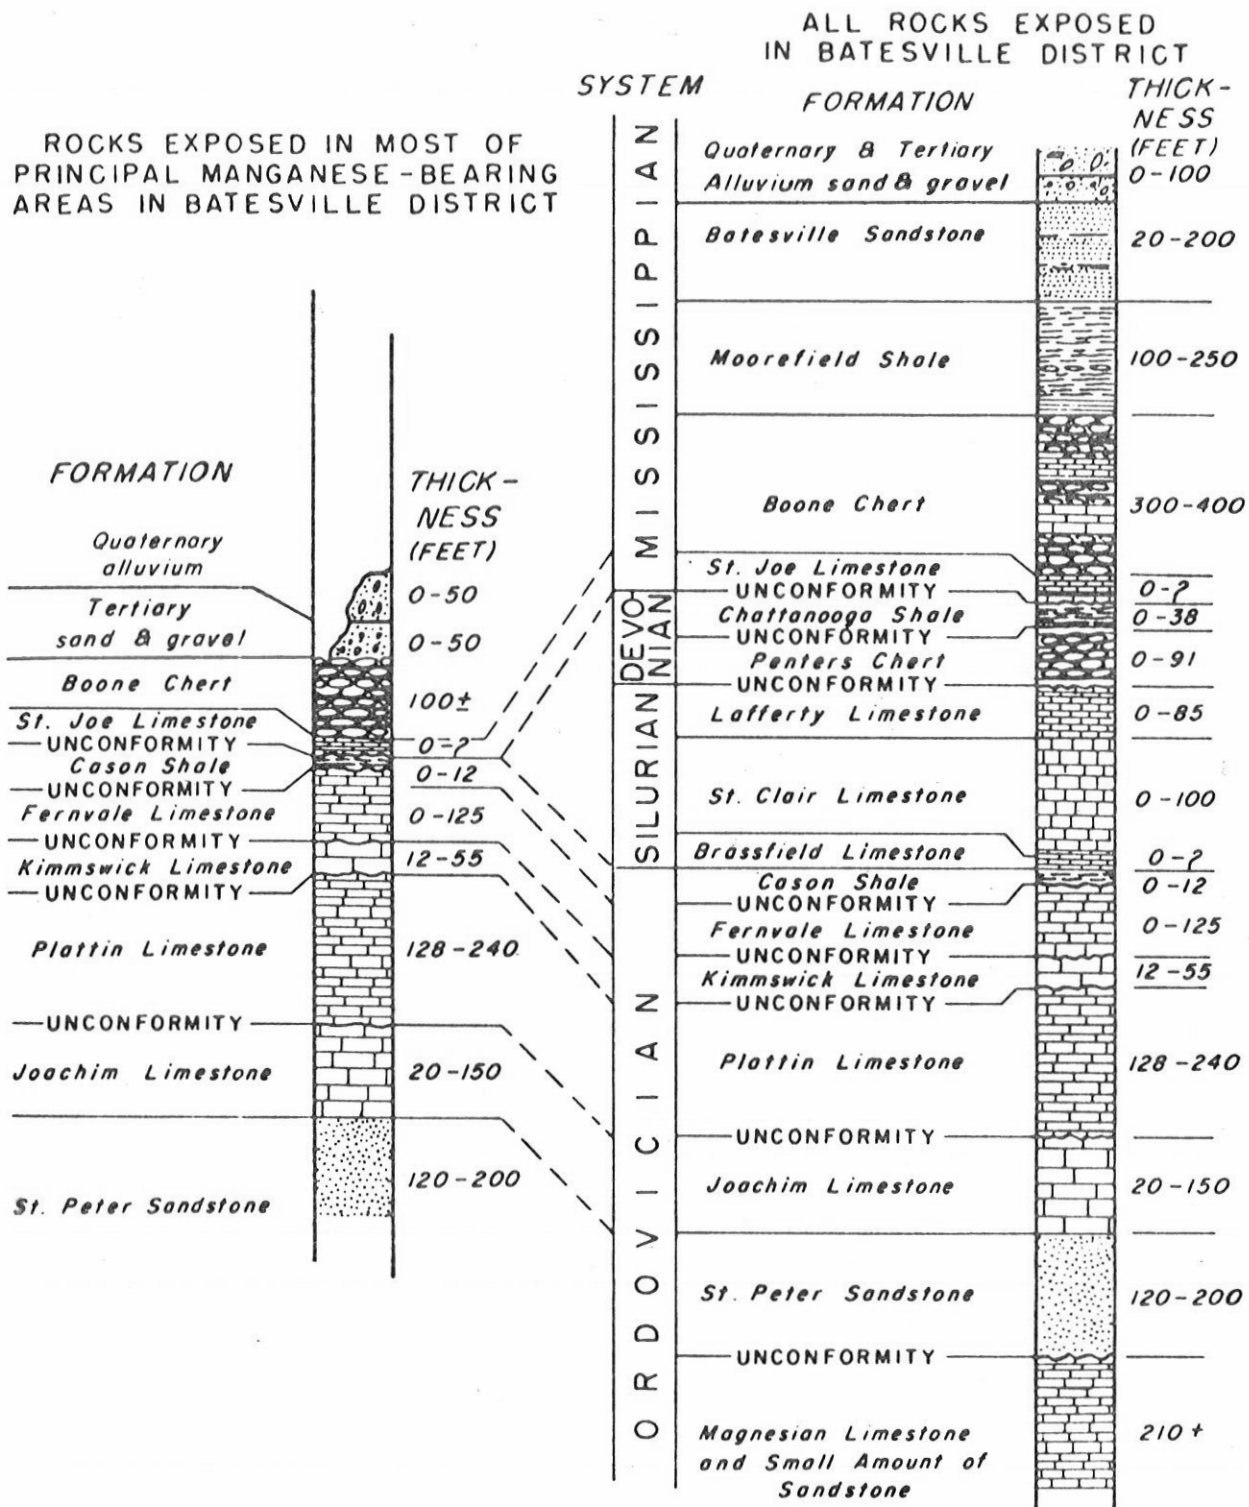 ROCKS EXPOSED IN MOST OF
PRINCIPAL MANGANESE-BEARING
AREAS IN BATESVILLE DISTRICT
FORMATION
THICK-
NESS
(FEET)
Quaternary
alluvium
0-50
Tertiary
sand & gravel
0-50
Boone Chert
100±
St. Joe Limestone
0-?
UNCONFORMITY
Cason Shale
0-12
UNCONFORMITY
Fernvale Limestone
0-125
UNCONFORMITY
Kimmswick Limestone
12-55
UNCONFORMITY
Plattin Limestone
128-240
UNCONFORMITY
Joachim Limestone
20-150
St. Peter Sandstone
120-200
ALL ROCKS EXPOSED
IN BATESVILLE DISTRICT
SYSTEM
FORMATION
THICK-
NESS
(FEET)
MISSISSIPPIAN
Quaternary & Tertiary
Alluvium sand & gravel
0-100
Batesville Sandstone
20-200
Moorefield Shale
100-250
Boone Chert
300-400
St. Joe Limestone
0-?
UNCONFORMITY
DEVO-
NIAN
Chattanooga Shale
0-38
UNCONFORMITY
Penters Chert
0-91
UNCONFORMITY
SILURIAN
Lafferty Limestone
0-85
St. Clair Limestone
0-100
Brassfield Limestone
0-?
ORDOVICIAN
Cason Shale
0-12
UNCONFORMITY
Fernvale Limestone
0-125
UNCONFORMITY
Kimmswick Limestone
12-55
UNCONFORMITY
Plattin Limestone
128-240
UNCONFORMITY
Joachim Limestone
20-150
St. Peter Sandstone
120-200
UNCONFORMITY
Magnesian Limestone
and Small Amount of
Sandstone
210+